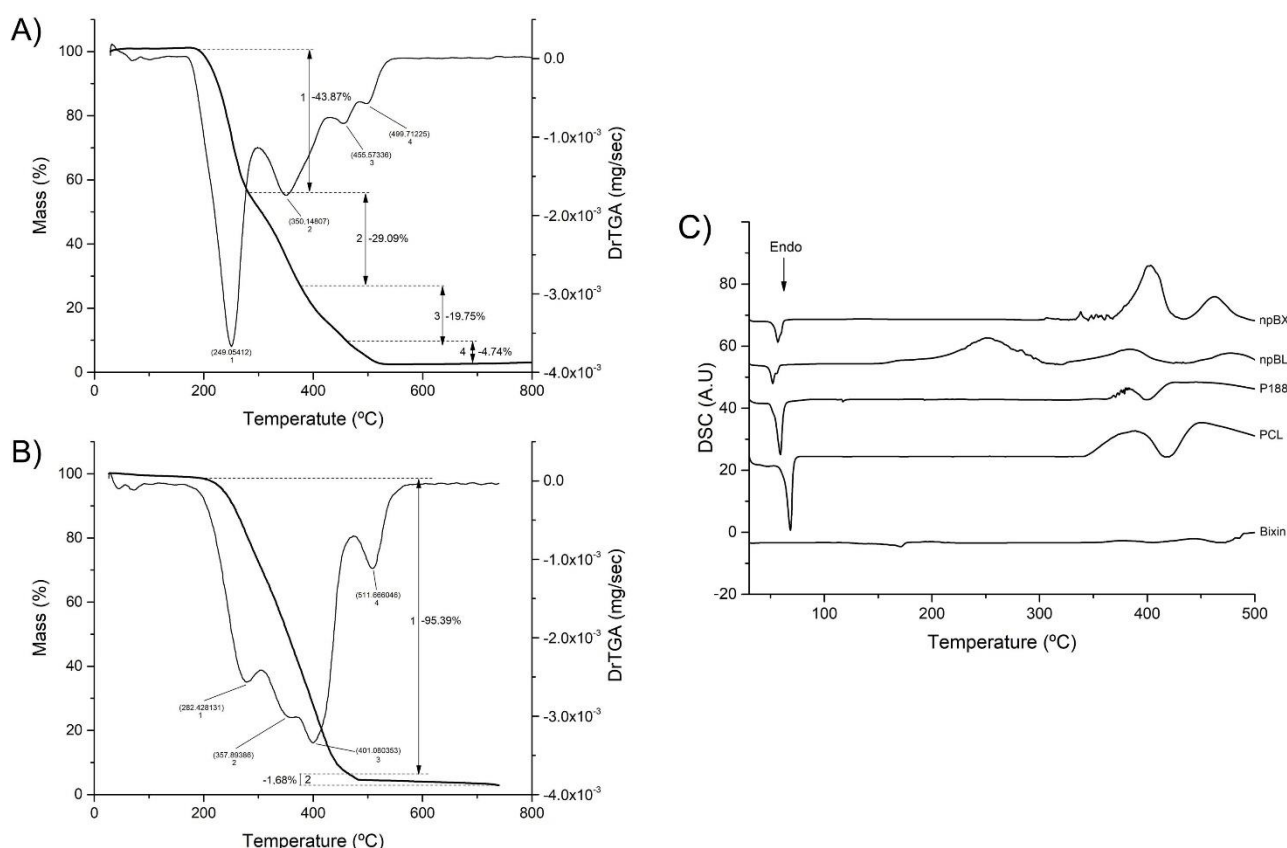 A)
100
80
60
40
20
0
Mass (%)
0
200
400
600
800
Temperatute (ºC)
0.0
-1.0x10⁻³
-2.0x10⁻³
-3.0x10⁻³
-4.0x10⁻³
DrTGA (mg/sec)
1 -43.87%
2 -29.09%
3 -19.75%
4 -4.74%
(249.05412)
1
(350.14807)
2
(455.57336)
3
(499.71225)
4
B)
100
80
60
40
20
0
Mass (%)
0
200
400
600
800
Temperature (ºC)
0.0
-1.0x10⁻³
-2.0x10⁻³
-3.0x10⁻³
-4.0x10⁻³
DrTGA (mg/sec)
1 -95.39%
-1.68% 2
(282.428131)
1
(357.89386)
2
(401.080353)
3
(511.666046)
4
C)
Endo
80
60
40
20
0
-20
DSC (A.U)
100
200
300
400
500
Temperature (ºC)
npBX
npBL
P188
PCL
Bixin